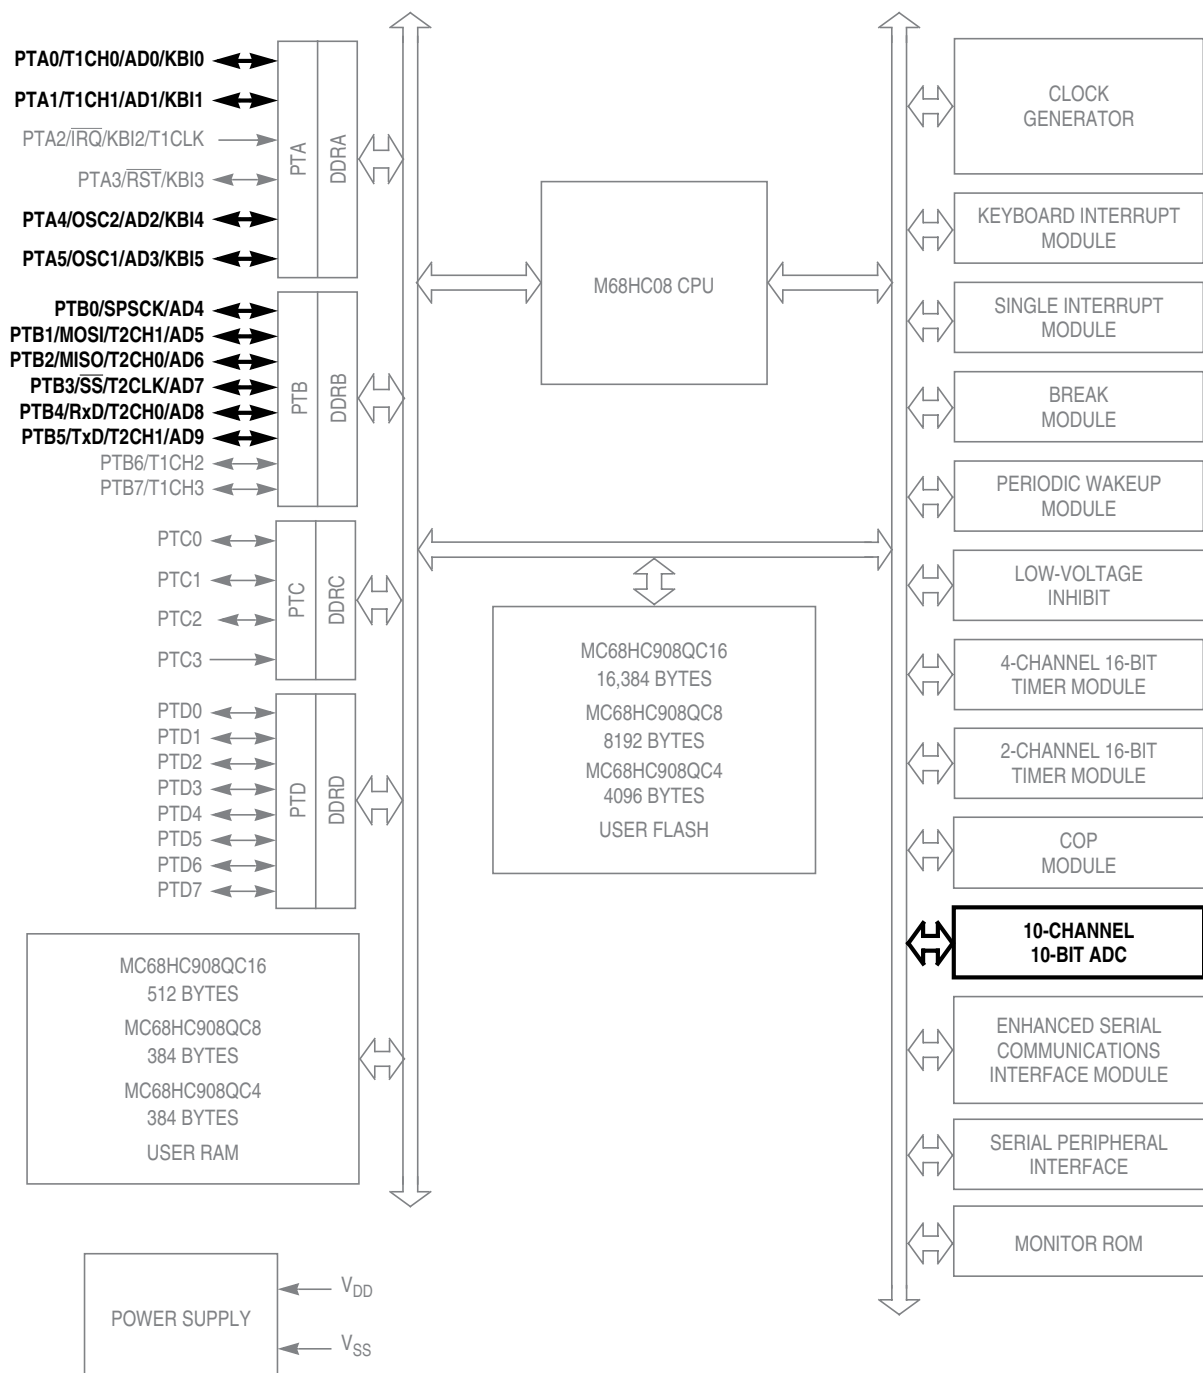 PTA0/T1CH0/AD0/KBI0
PTA1/T1CH1/AD1/KBI1
PTA2/I̅R̅Q̅/KBI2/T1CLK
PTA3/R̅S̅T̅/KBI3
PTA4/OSC2/AD2/KBI4
PTA5/OSC1/AD3/KBI5
PTA
DDRA
PTB0/SPSCK/AD4
PTB1/MOSI/T2CH1/AD5
PTB2/MISO/T2CH0/AD6
PTB3/S̅S̅/T2CLK/AD7
PTB4/RxD/T2CH0/AD8
PTB5/TxD/T2CH1/AD9
PTB6/T1CH2
PTB7/T1CH3
PTB
DDRB
PTC0
PTC1
PTC2
PTC3
PTC
DDRC
PTD0
PTD1
PTD2
PTD3
PTD4
PTD5
PTD6
PTD7
PTD
DDRD
MC68HC908QC16
512 BYTES
MC68HC908QC8
384 BYTES
MC68HC908QC4
384 BYTES
USER RAM
POWER SUPPLY
VDD
VSS
M68HC08 CPU
MC68HC908QC16
16,384 BYTES
MC68HC908QC8
8192 BYTES
MC68HC908QC4
4096 BYTES
USER FLASH
CLOCK
GENERATOR
KEYBOARD INTERRUPT
MODULE
SINGLE INTERRUPT
MODULE
BREAK
MODULE
PERIODIC WAKEUP
MODULE
LOW-VOLTAGE
INHIBIT
4-CHANNEL 16-BIT
TIMER MODULE
2-CHANNEL 16-BIT
TIMER MODULE
COP
MODULE
10-CHANNEL
10-BIT ADC
ENHANCED SERIAL
COMMUNICATIONS
INTERFACE MODULE
SERIAL PERIPHERAL
INTERFACE
MONITOR ROM